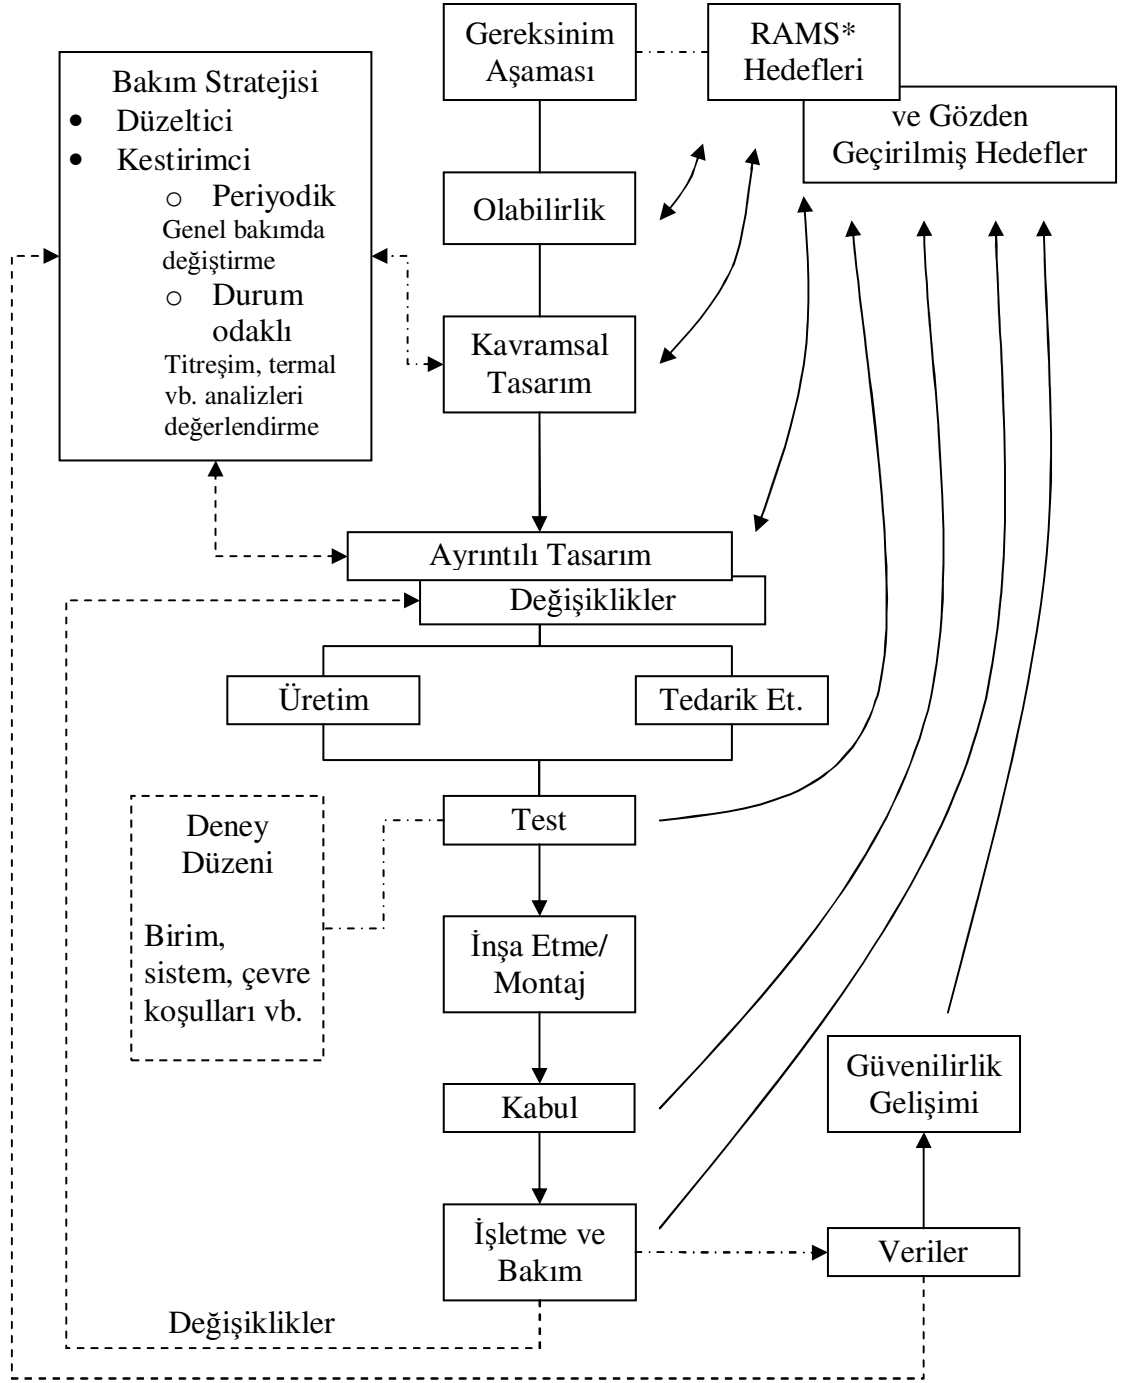 Gereksinim
Aşaması
RAMS*
Hedefleri
ve Gözden
Geçirilmiş Hedefler
Bakım Stratejisi
• Düzeltici
• Kestirimci
o Periyodik
Genel bakımda
değiştirme
o Durum
odaklı
Titreşim, termal
vb. analizleri
değerlendirme
Olabilirlik
Kavramsal
Tasarım
Ayrıntılı Tasarım
Değişiklikler
Üretim
Tedarik Et.
Test
Deney
Düzeni
Birim,
sistem, çevre
koşulları vb.
İnşa Etme/
Montaj
Kabul
Güvenilirlik
Gelişimi
İşletme ve
Bakım
Veriler
Değişiklikler